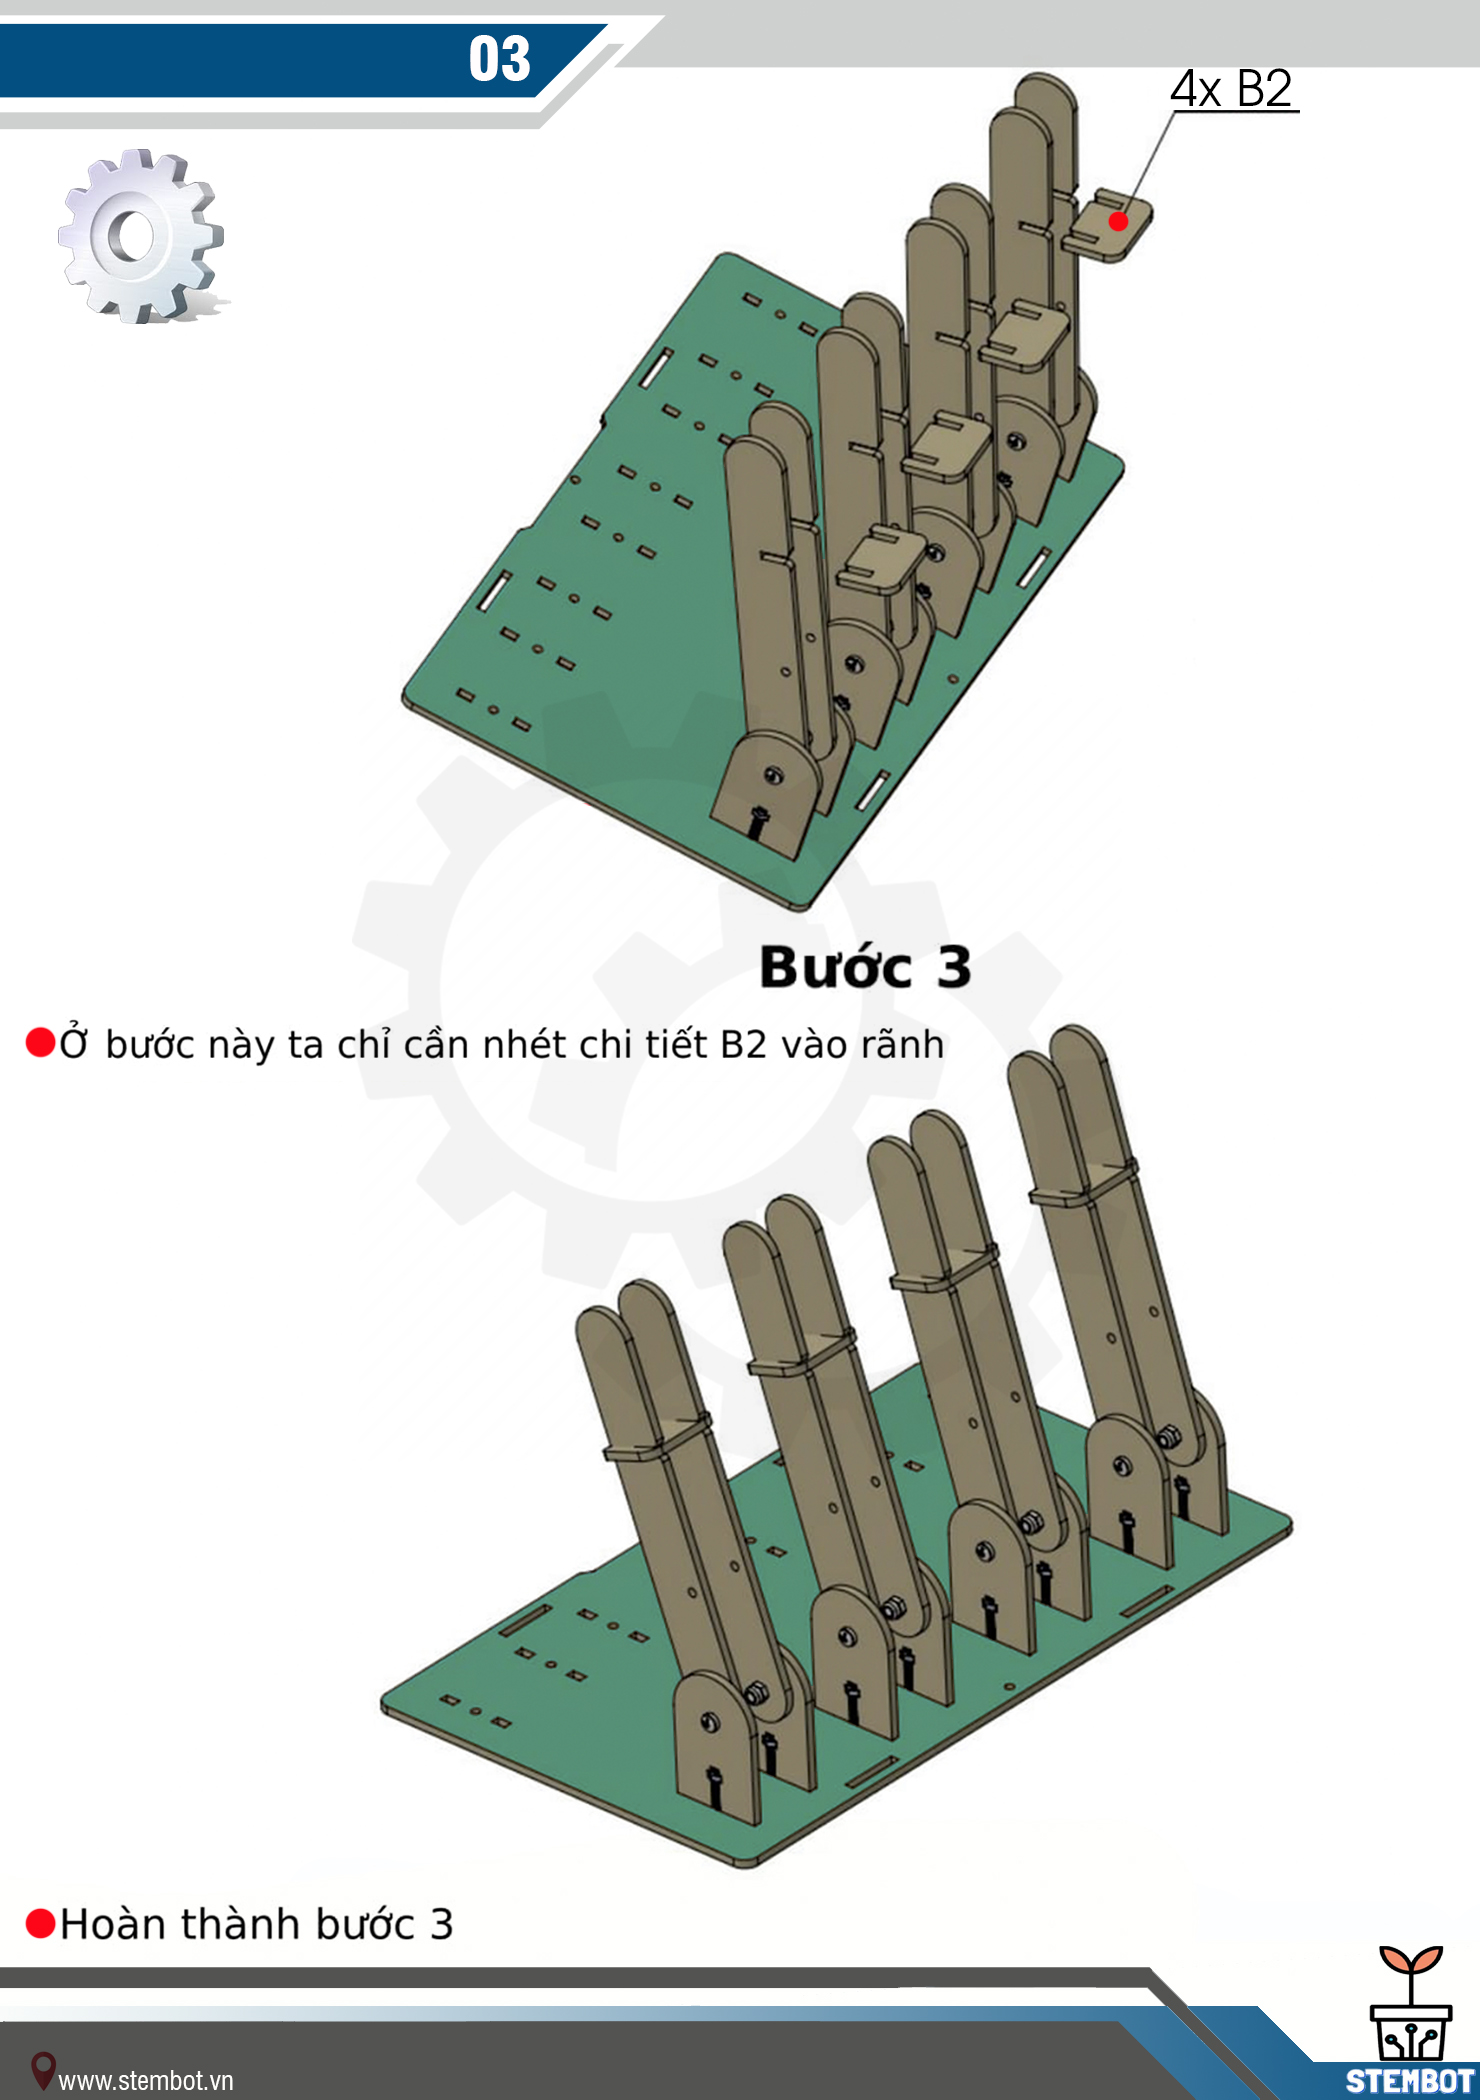 03
4x B2
Bước 3
Ở bước này ta chỉ cần nhét chi tiết B2 vào rãnh
Hoàn thành bước 3
www.stembot.vn
STEMBOT